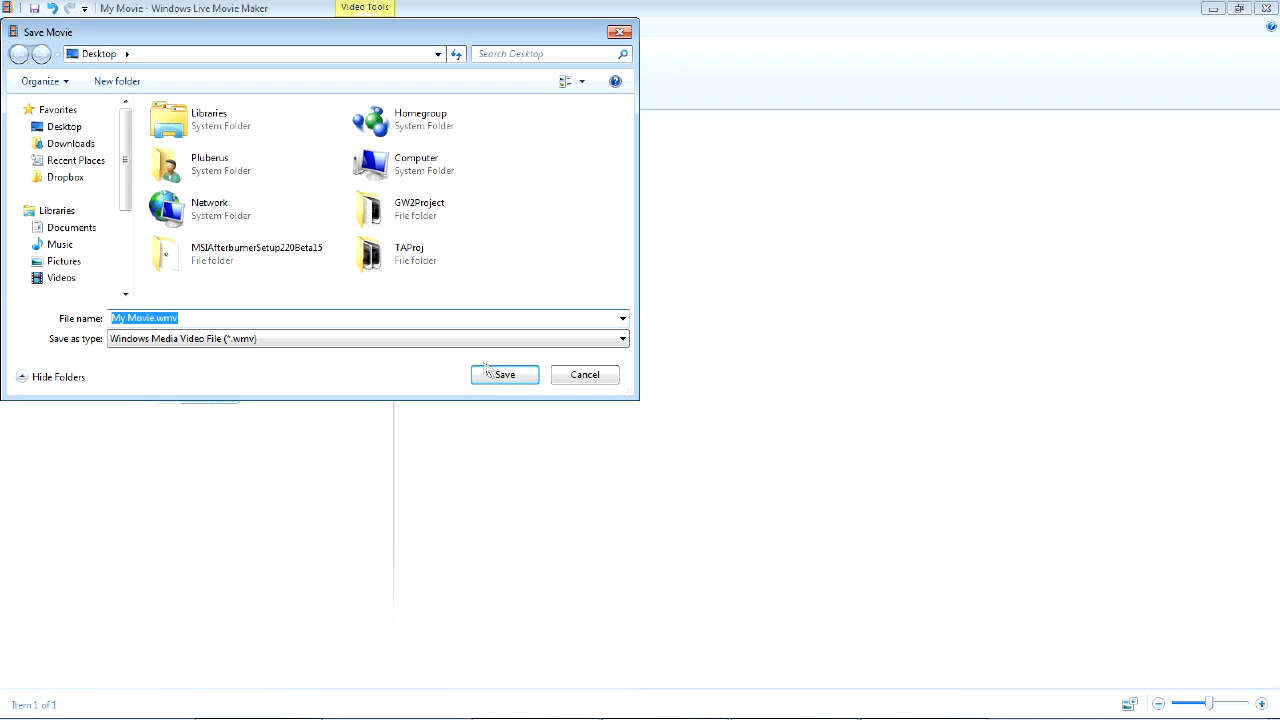 My Movie - Windows Live Movie Maker
Video Tools
Save Movie
Desktop
Search Desktop
Organize
New folder
Favorites
Desktop
Downloads
Recent Places
Dropbox
Libraries
Documents
Music
Pictures
Videos
Libraries
System Folder
Homegroup
System Folder
Pluberus
System Folder
Computer
System Folder
Network
System Folder
GW2Project
File folder
MSIAfterburnerSetup220Beta15
File folder
TAProj
File folder
File name: My Movie.wmv
Save as type: Windows Media Video File (*.wmv)
Hide Folders
Save
Cancel
Item 1 of 1